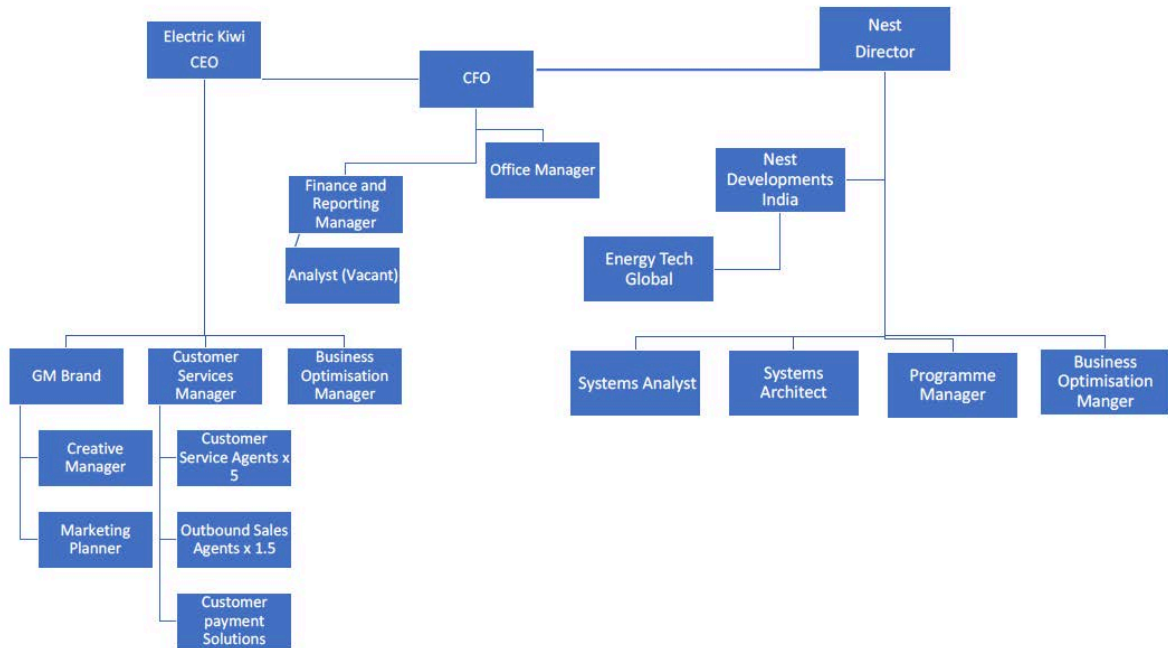 Electric Kiwi
CEO
Nest
Director
CFO
Office Manager
Nest
Developments
India
Finance and
Reporting
Manager
Energy Tech
Global
Analyst (Vacant)
GM Brand
Customer
Services
Manager
Business
Optimisation
Manager
Systems Analyst
Systems
Architect
Programme
Manager
Business
Optimisation
Manger
Creative
Manager
Customer
Service Agents x
5
Marketing
Planner
Outbound Sales
Agents x 1.5
Customer
payment
Solutions